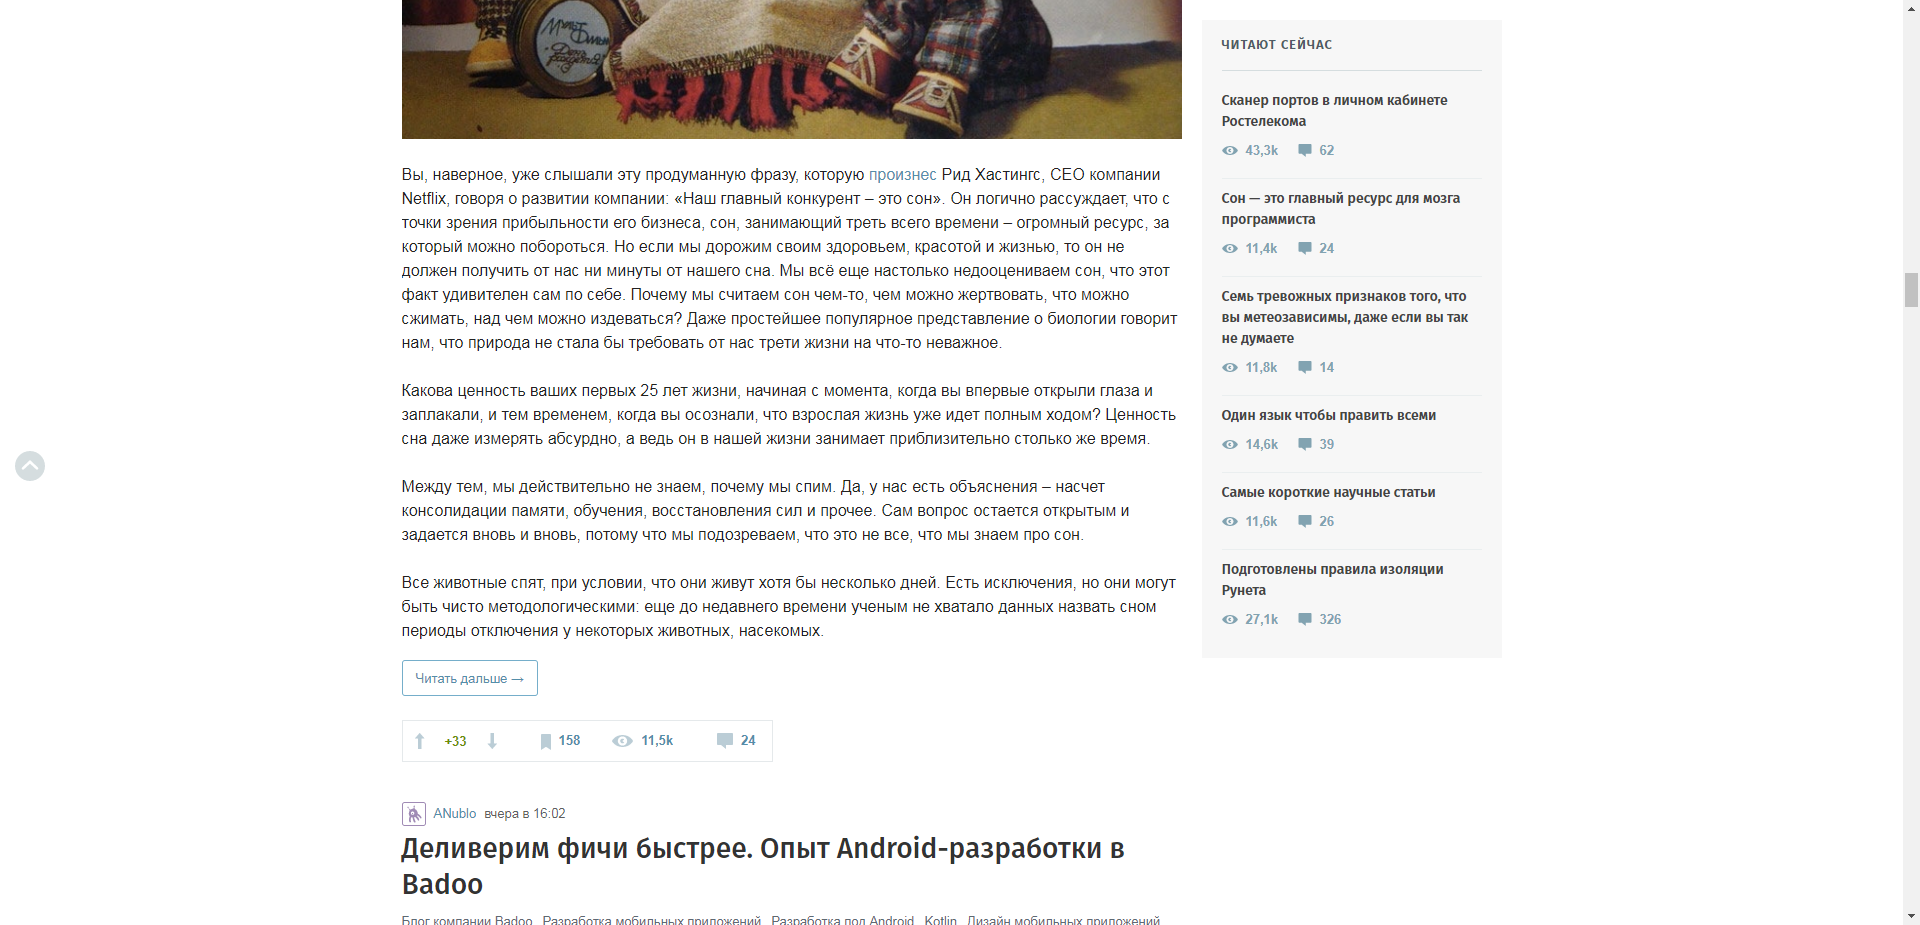 Мульт
Бильм
День
рождения
Вы, наверное, уже слышали эту продуманную фразу, которую произнес Рид Хастингс, CEO компании
Netflix, говоря о развитии компании: «Наш главный конкурент – это сон». Он логично рассуждает, что с
точки зрения прибыльности его бизнеса, сон, занимающий треть всего времени – огромный ресурс, за
который можно побороться. Но если мы дорожим своим здоровьем, красотой и жизнью, то он не
должен получить от нас ни минуты от нашего сна. Мы всё еще настолько недооцениваем сон, что этот
факт удивителен сам по себе. Почему мы считаем сон чем-то, чем можно жертвовать, что можно
сжимать, над чем можно издеваться? Даже простейшее популярное представление о биологии говорит
нам, что природа не стала бы требовать от нас трети жизни на что-то неважное.
Какова ценность ваших первых 25 лет жизни, начиная с момента, когда вы впервые открыли глаза и
заплакали, и тем временем, когда вы осознали, что взрослая жизнь уже идет полным ходом? Ценность
сна даже измерять абсурдно, а ведь он в нашей жизни занимает приблизительно столько же время.
Между тем, мы действительно не знаем, почему мы спим. Да, у нас есть объяснения – насчет
консолидации памяти, обучения, восстановления сил и прочее. Сам вопрос остается открытым и
задается вновь и вновь, потому что мы подозреваем, что это не все, что мы знаем про сон.
Все животные спят, при условии, что они живут хотя бы несколько дней. Есть исключения, но они могут
быть чисто методологическими: еще до недавнего времени ученым не хватало данных назвать сном
периоды отключения у некоторых животных, насекомых.
Читать дальше →
+33 158 11,5k 24
ANublo вчера в 16:02
Деливерим фичи быстрее. Опыт Android-разработки в
Badoo
Блог компании Badoo, Разработка мобильных приложений, Разработка под Android, Kotlin, Дизайн мобильных приложений
ЧИТАЮТ СЕЙЧАС
Сканер портов в личном кабинете
Ростелекома
43,3k 62
Сон — это главный ресурс для мозга
программиста
11,4k 24
Семь тревожных признаков того, что
вы метеозависимы, даже если вы так
не думаете
11,8k 14
Один язык чтобы править всеми
14,6k 39
Самые короткие научные статьи
11,6k 26
Подготовлены правила изоляции
Рунета
27,1k 326